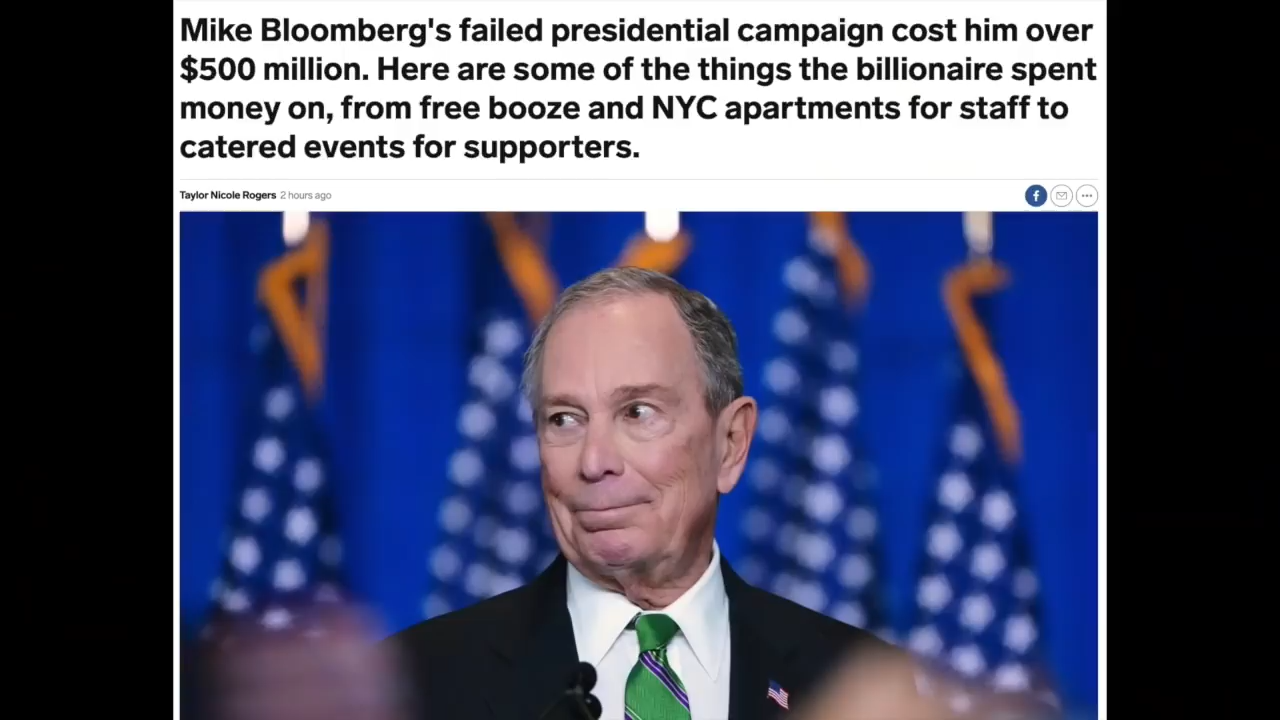 Mike Bloomberg's failed presidential campaign cost him over
$500 million. Here are some of the things the billionaire spent
money on, from free booze and NYC apartments for staff to
catered events for supporters.
Taylor Nicole Rogers 2 hours ago